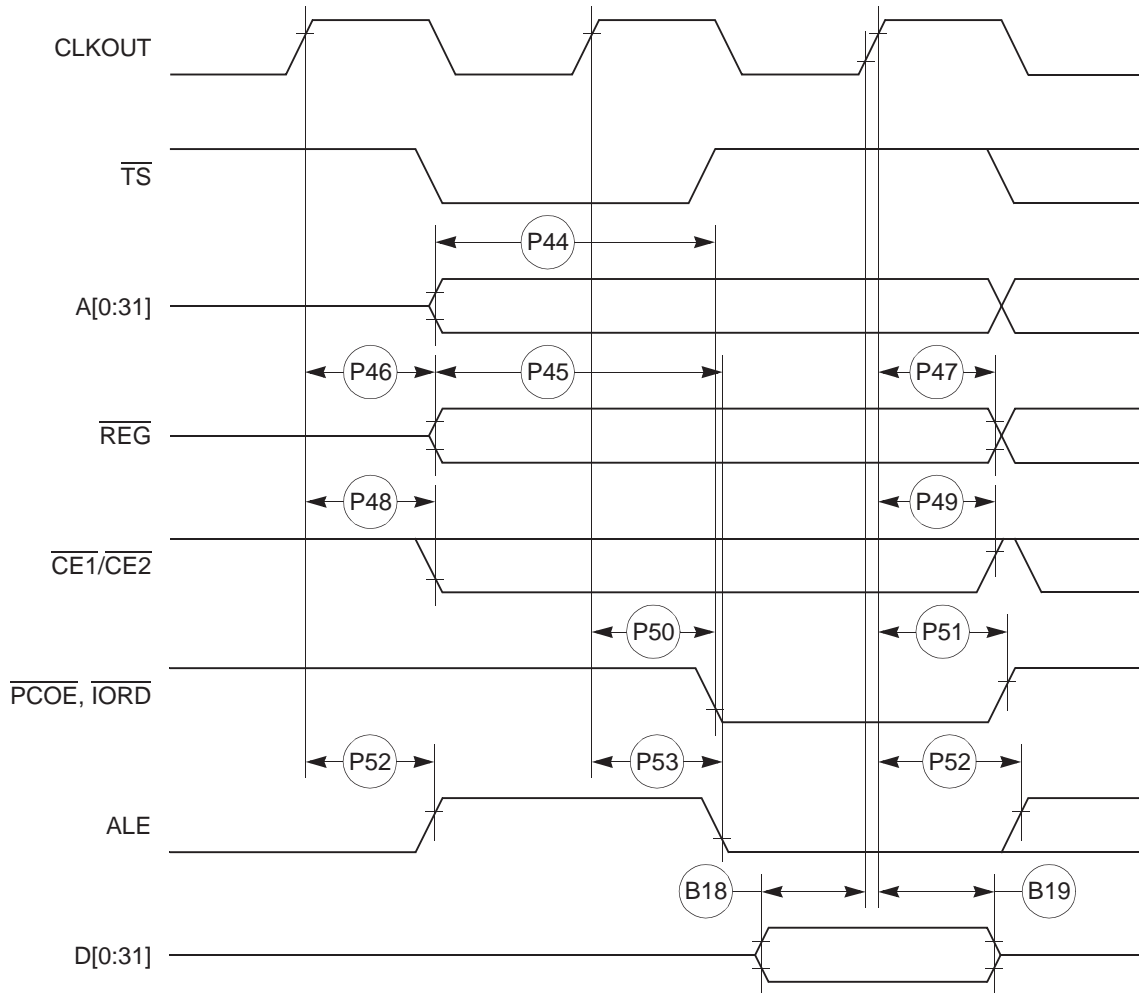 CLKOUT
TS
P44
A[0:31]
P46
P45
P47
REG
P48
P49
CE1/CE2
P50
P51
PCOE, IORD
P52
P53
P52
ALE
B18
B19
D[0:31]